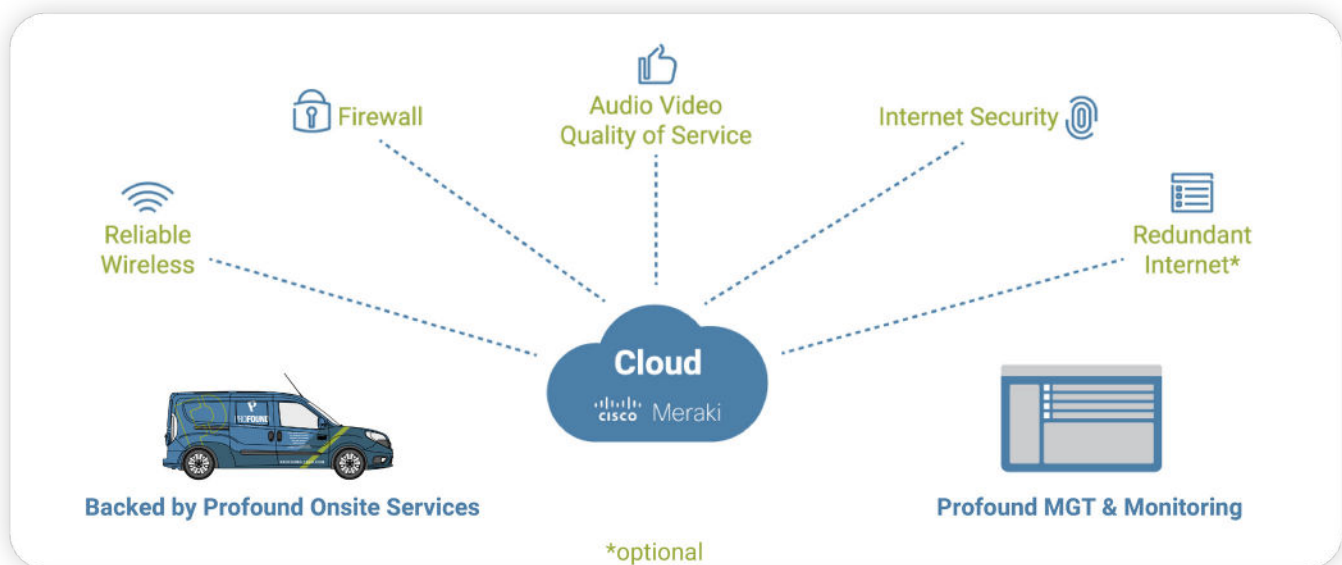 Audio Video
Quality of Service
Firewall
Internet Security
Reliable
Wireless
Redundant
Internet*
Cloud
CISCO Meraki
Backed by Profound Onsite Services
Profound MGT & Monitoring
*optional